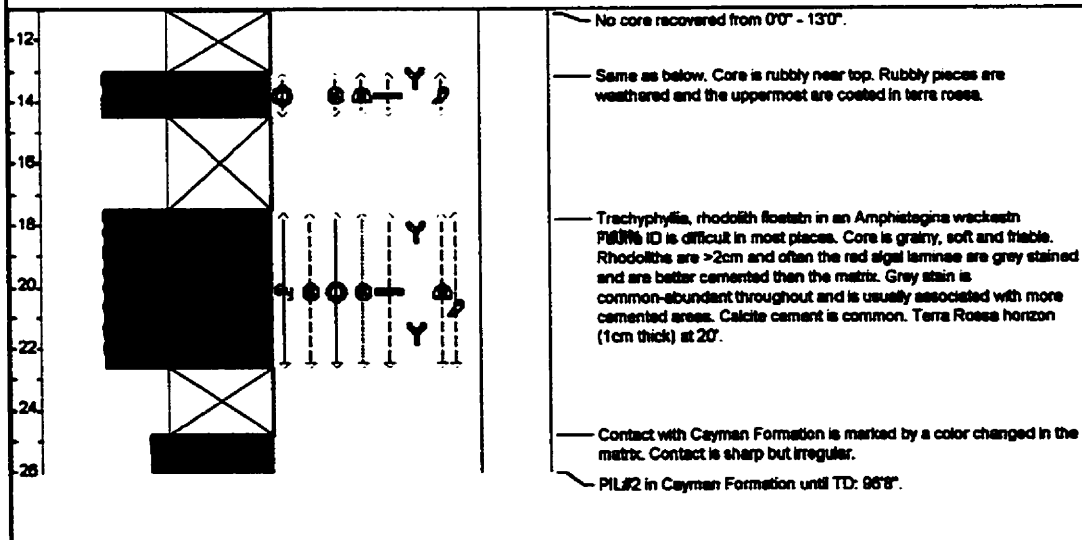 No core recovered from 0'0" - 13'0".
12
Same as below. Core is rubbly near top. Rubbly pieces are
weathered and the uppermost are coated in terra rossa.
14
16
18
Trachyphyllia, rhodolith floatstn in an Amphistegina wackestn
ID is difficult in most places. Core is grainy, soft and friable.
Rhodoliths are >2cm and often the red algal laminae are grey stained
and are better cemented then the matrix. Grey stain is
20
common-abundant throughout and is usually associated with more
cemented areas. Calcite cement is common. Terra Rossa horizon
(1cm thick) at 20'.
22
24
Contact with Cayman Formation is marked by a color changed in the
matrix. Contact is sharp but irregular.
26
PIL#2 in Cayman Formation until TD: 96'8".